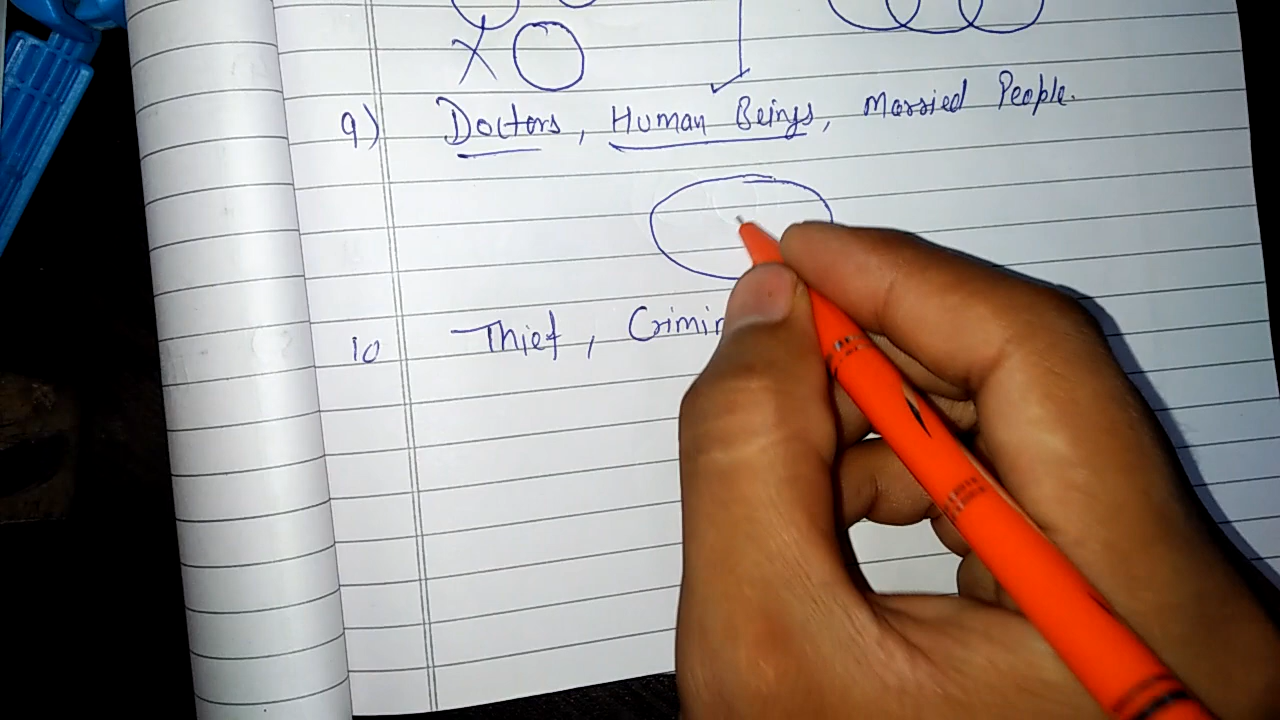 9) Doctors, Human Beings, Married People.
10 Thief, Crimin